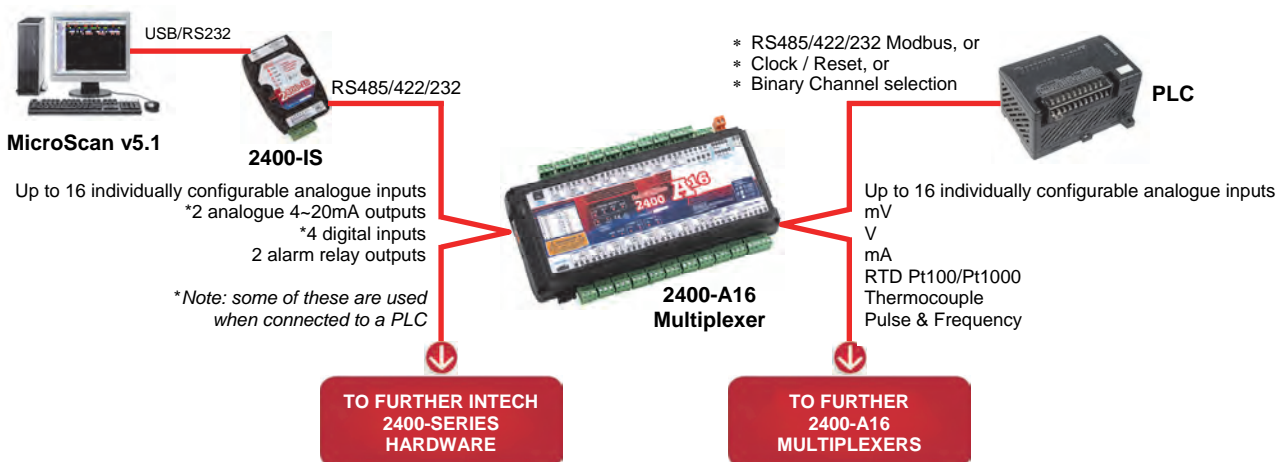 USB/RS232
MicroScan v5.1
2400-IS
RS485/422/232
Up to 16 individually configurable analogue inputs
*2 analogue 4~20mA outputs
*4 digital inputs
2 alarm relay outputs
*Note: some of these are used
when connected to a PLC
2400
A16
2400-A16
Multiplexer
* RS485/422/232 Modbus, or
* Clock / Reset, or
* Binary Channel selection
PLC
Up to 16 individually configurable analogue inputs
mV
V
mA
RTD Pt100/Pt1000
Thermocouple
Pulse & Frequency
TO FURTHER INTECH
2400-SERIES
HARDWARE
TO FURTHER
2400-A16
MULTIPLEXERS